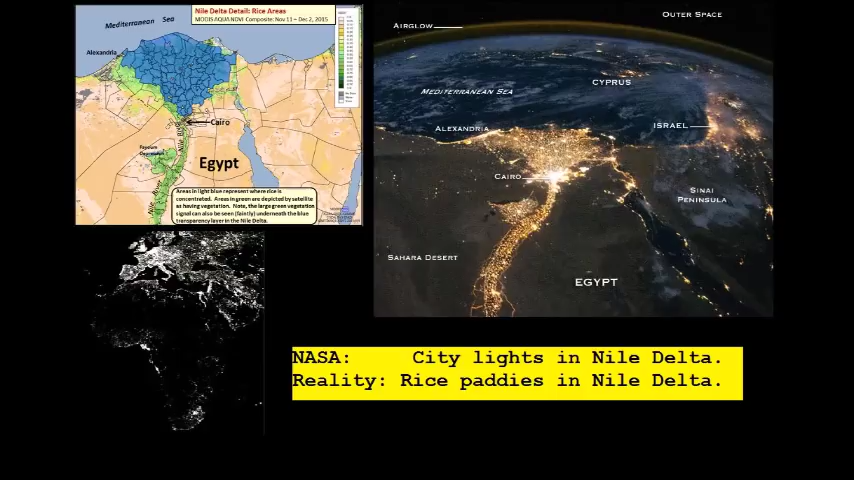 Nile Delta Detail: Rice Areas
MODIS AQUA NDVI Composite: Nov 11 – Dec 2, 2015
Mediterranean Sea
Alexandria
Cairo
Nile River
Egypt
Areas in light blue represent where rice is
concentrated. Areas in green are depicted by satellite
as having vegetation. Note, the large green vegetation
signal can also be seen (faintly) underneath the blue
transparency layer in the Nile Delta.
OUTER SPACE
AIRGLOW
CYPRUS
MEDITERRANEAN SEA
ISRAEL
ALEXANDRIA
CAIRO
SINAI
PENINSULA
SAHARA DESERT
EGYPT
NASA: City lights in Nile Delta.
Reality: Rice paddies in Nile Delta.